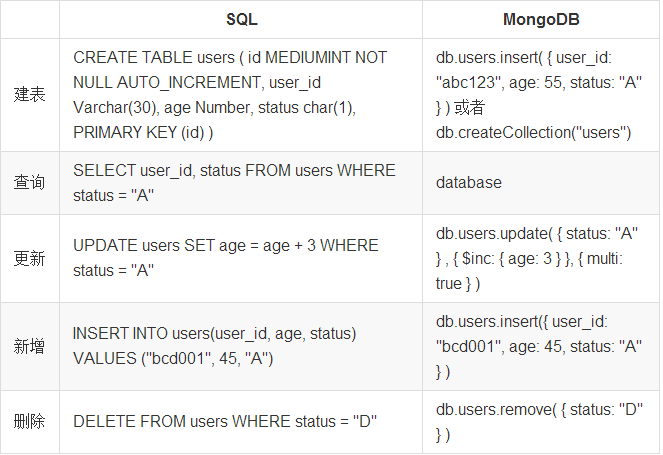 SQL MongoDB
建表
CREATE TABLE users ( id MEDIUMINT NOT
NULL AUTO_INCREMENT, user_id
Varchar(30), age Number, status char(1),
PRIMARY KEY (id) )
db.users.insert( { user_id:
"abc123", age: 55, status: "A"
} ) 或者
db.createCollection("users")
查询
SELECT user_id, status FROM users WHERE
status = "A"
database
更新
UPDATE users SET age = age + 3 WHERE
status = "A"
db.users.update( { status: "A"
} , { $inc: { age: 3 } }, { multi:
true } )
新增
INSERT INTO users(user_id, age, status)
VALUES ("bcd001", 45, "A")
db.users.insert({ user_id:
"bcd001", age: 45, status: "A"
} )
删除
DELETE FROM users WHERE status = "D"
db.users.remove( { status: "D"
} )